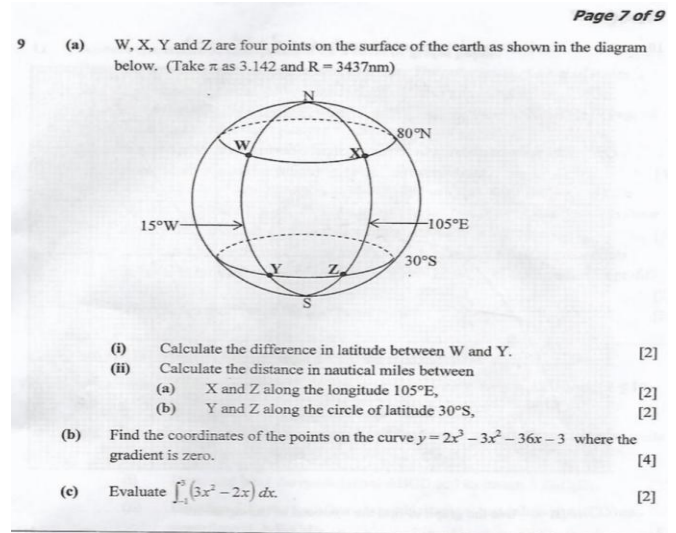 Page 7 of 9
9 (a) W, X, Y and Z are four points on the surface of the earth as shown in the diagram
below. (Take π as 3.142 and R = 3437nm)
N
80°N
W
X
15°W
105°E
30°S
Y
Z
S
(i) Calculate the difference in latitude between W and Y. [2]
(ii) Calculate the distance in nautical miles between
(a) X and Z along the longitude 105°E, [2]
(b) Y and Z along the circle of latitude 30°S, [2]
(b) Find the coordinates of the points on the curve y = 2x³ – 3x² – 36x – 3 where the
gradient is zero. [4]
(c) Evaluate ∫₋₁³ (3x² – 2x) dx. [2]